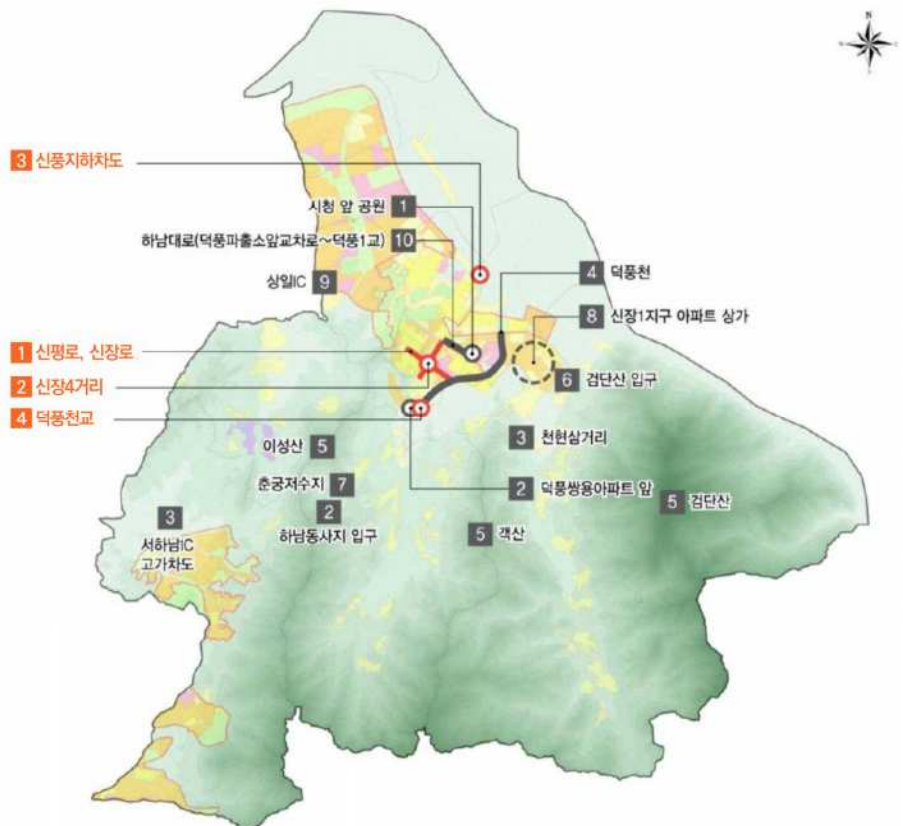 N
3 신풍지하차도
시청 앞 공원 1
하남대로(덕풍파출소앞교차로~덕풍1교) 10
상일IC 9
4 덕풍천
8 신장1지구 아파트 상가
1 신평로, 신장로
2 신장4거리
4 덕풍천교
6 검단산 입구
이성산 5
3 천현삼거리
춘궁저수지 7
2 덕풍쌍용아파트 앞
5 검단산
2
하남동사지 입구
3
서하남IC
고가차도
5 객산